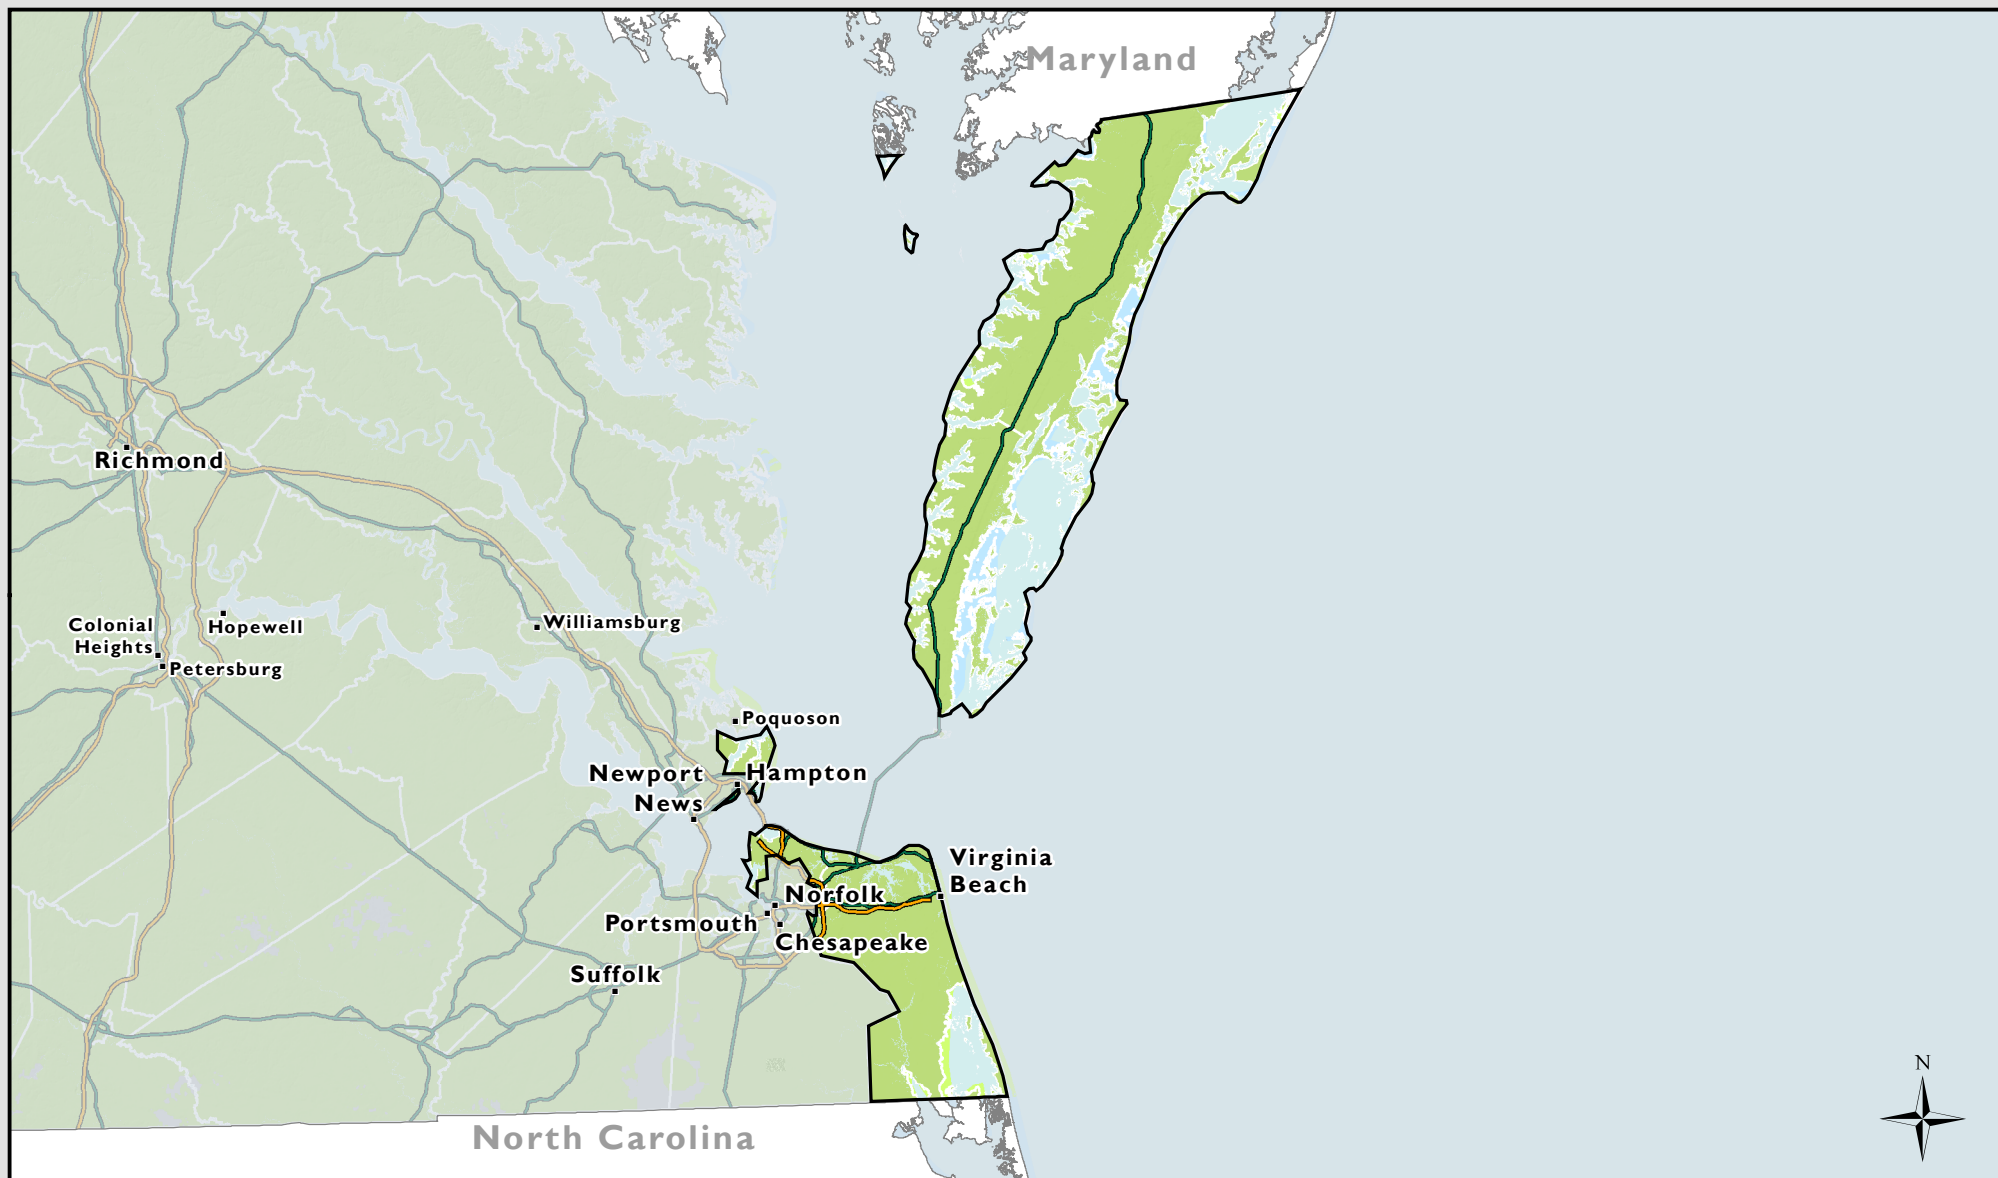 Maryland
Richmond
Colonial
Heights
Hopewell
Petersburg
Williamsburg
Poquoson
Newport
News
Hampton
Virginia
Beach
Norfolk
Portsmouth
Chesapeake
Suffolk
North Carolina
N